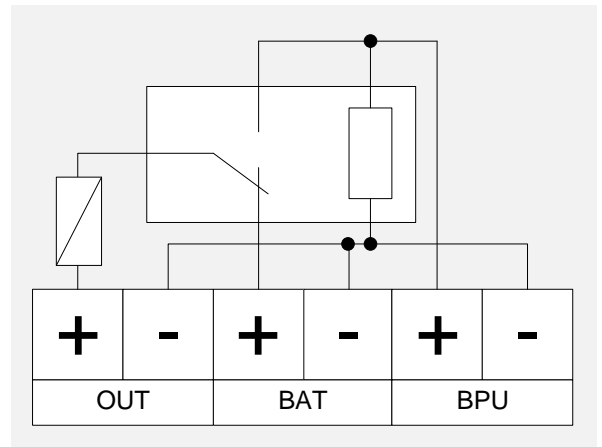 + - + - + -
OUT BAT BPU